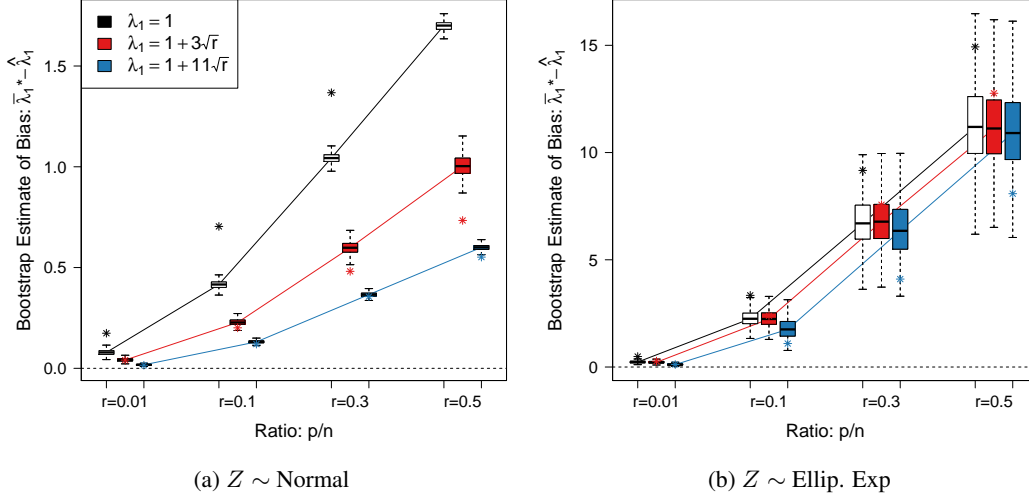 λ₁ = 1
λ₁ = 1 + 3√r
λ₁ = 1 + 11√r
Bootstrap Estimate of Bias: λ̅₁*−λ̂₁
1.5
1.0
0.5
0.0
r=0.01
r=0.1
r=0.3
r=0.5
Ratio: p/n
(a) Z ∼ Normal
Bootstrap Estimate of Bias: λ̅₁*−λ̂₁
15
10
5
0
r=0.01
r=0.1
r=0.3
r=0.5
Ratio: p/n
(b) Z ∼ Ellip. Exp